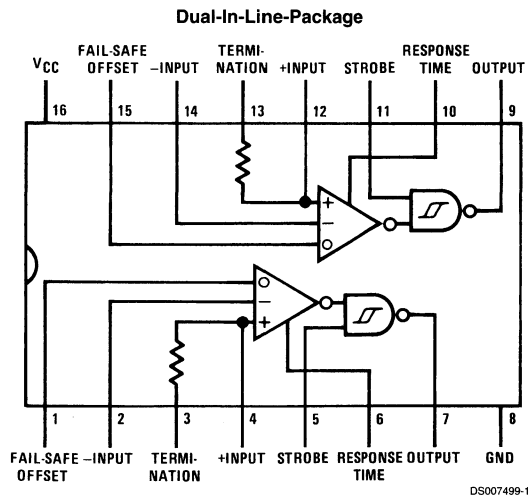 Dual-In-Line-Package
VCC
FAIL-SAFE
OFFSET
–INPUT
TERMI-
NATION
+INPUT
STROBE
RESPONSE
TIME
OUTPUT
16 15 14 13 12 11 10 9
+
–
+
–
1 2 3 4 5 6 7 8
FAIL-SAFE
OFFSET
–INPUT
TERMI-
NATION
+INPUT
STROBE
RESPONSE
TIME
OUTPUT
GND
DS007499-1